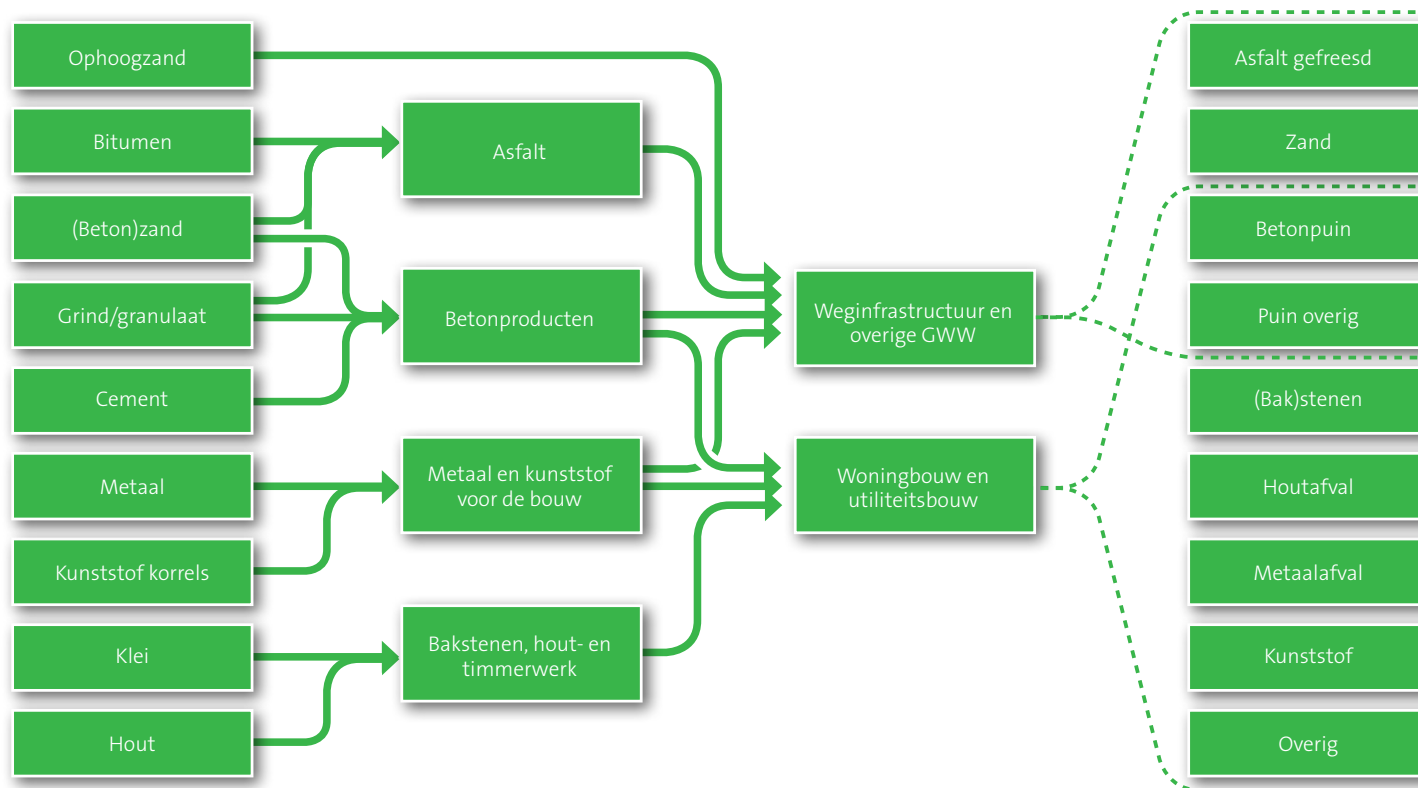 Ophoogzand
Bitumen
(Beton)zand
Grind/granulaat
Cement
Metaal
Kunststof korrels
Klei
Hout
Asfalt
Betonproducten
Metaal en kunststof
voor de bouw
Bakstenen, hout- en
timmerwerk
Weginfrastructuur en
overige GWW
Woningbouw en
utiliteitsbouw
Asfalt gefreesd
Zand
Betonpuin
Puin overig
(Bak)stenen
Houtafval
Metaalafval
Kunststof
Overig